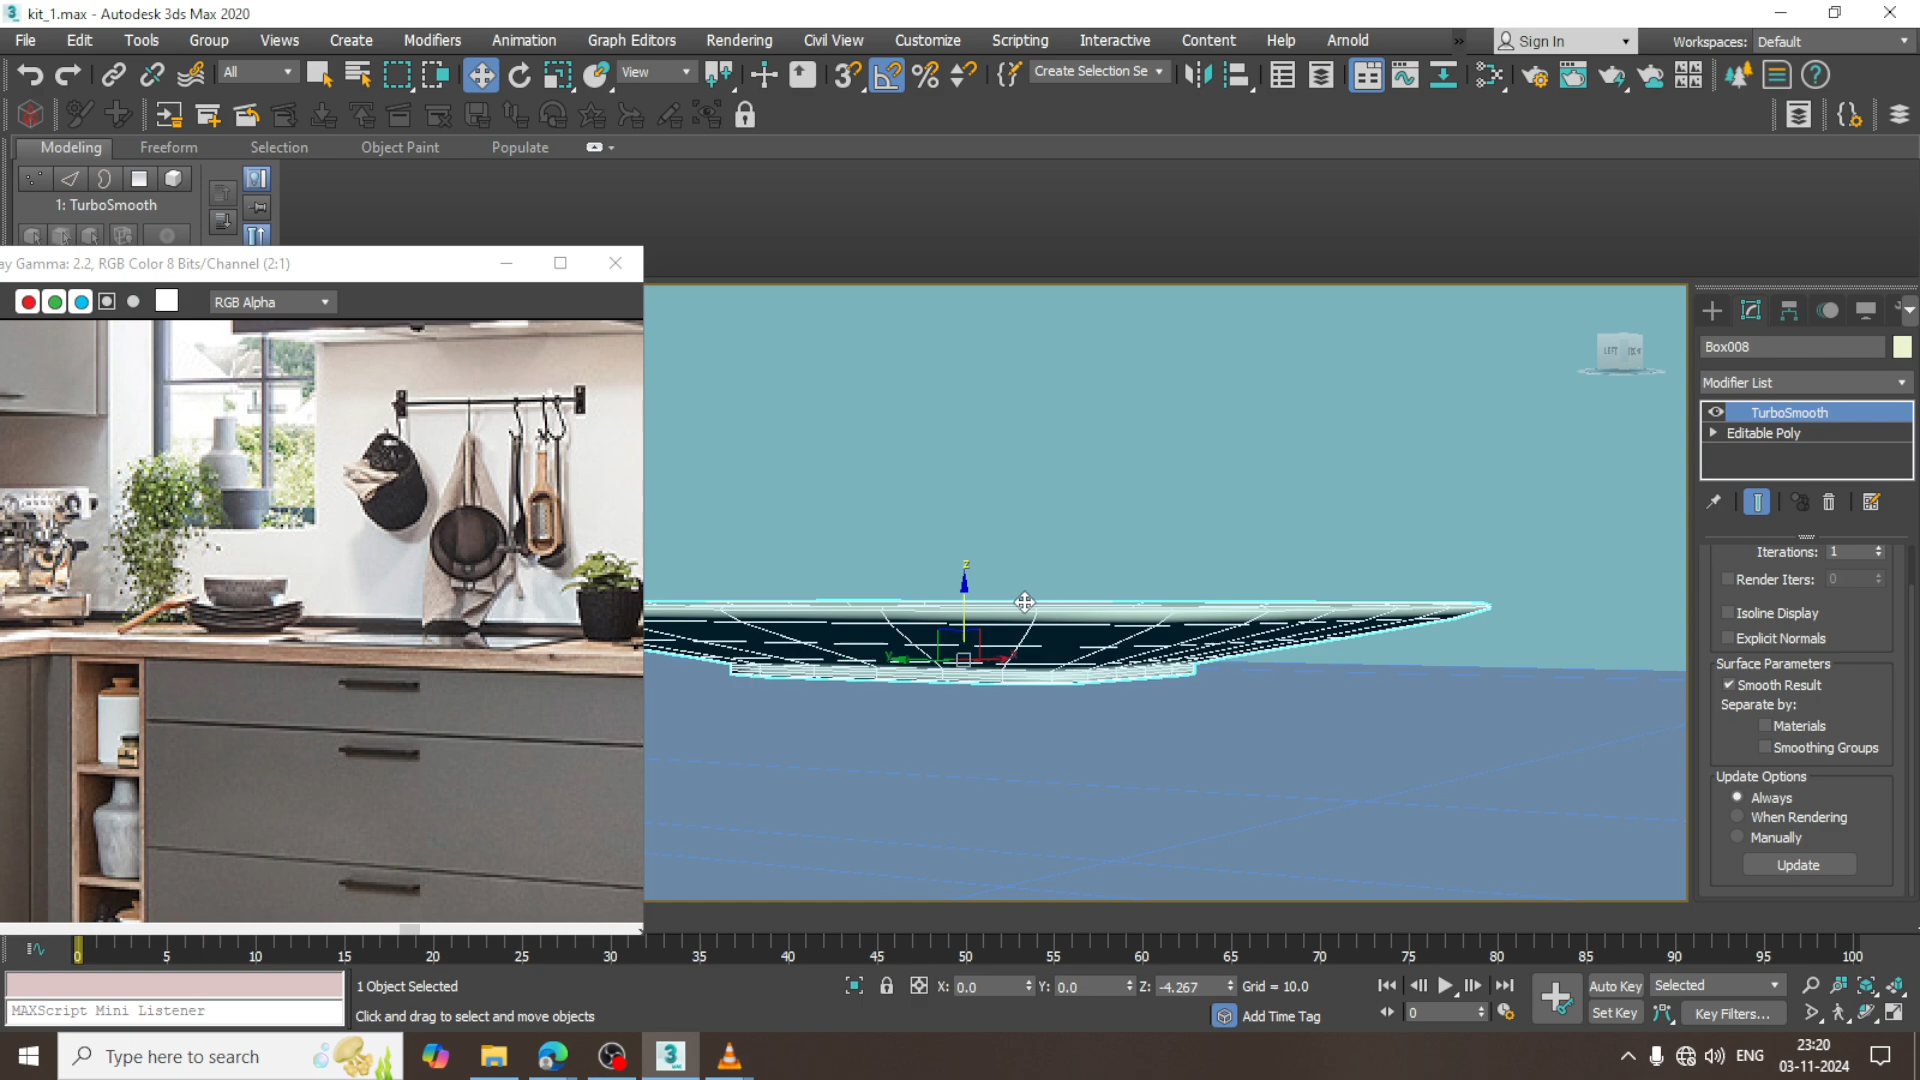 kit_1.max - Autodesk 3ds Max 2020
File Edit Tools Group Views Create Modifiers Animation Graph Editors Rendering Civil View Customize Scripting Interactive Content Help Arnold
Sign In
Workspaces: Default
All
View
Create Selection Se
Modeling Freeform Selection Object Paint Populate
1: TurboSmooth
ay Gamma: 2.2, RGB Color 8 Bits/Channel (2:1)
RGB Alpha
LEFT
Box008
Modifier List
TurboSmooth
Editable Poly
Iterations: 1
Render Iters: 0
Isoline Display
Explicit Normals
Surface Parameters
Smooth Result
Separate by:
Materials
Smoothing Groups
Update Options
Always
When Rendering
Manually
Update
z
0 5 10 15 20 25 30 35 40 45 50 55 60 65 70 75 80 85 90 95 100
1 Object Selected
X: 0.0 Y: 0.0 Z: -4.267 Grid = 10.0
Auto Key Selected
MAXScript Mini Listener
Click and drag to select and move objects
Add Time Tag
0
Set Key Key Filters...
Type here to search
ENG
23:20
03-11-2024